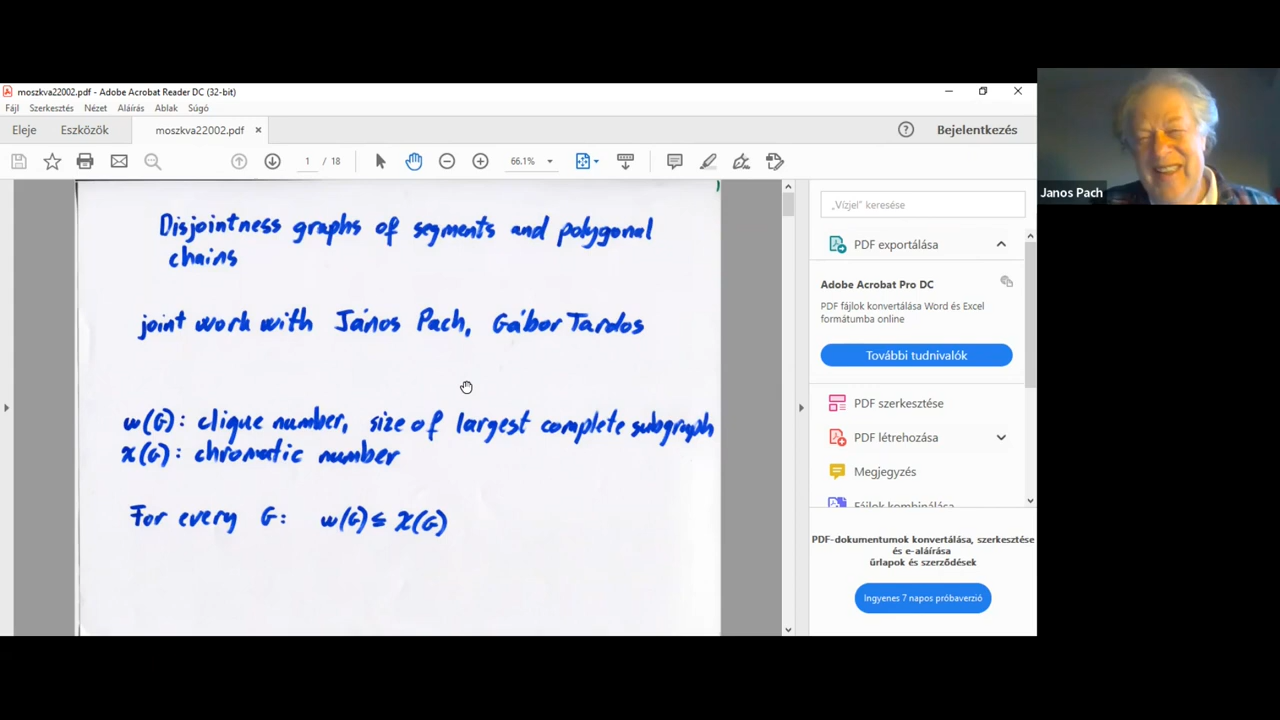 moszkva22002.pdf - Adobe Acrobat Reader DC (32-bit)
Fájl Szerkesztés Nézet Aláírás Ablak Súgó
Eleje Eszközök moszkva22002.pdf × Bejelentkezés
1 / 18 66.1%
Disjointness graphs of segments and polygonal
chains
joint work with János Pach, Gábor Tardos
ω(G): clique number, size of largest complete subgraph
χ(G): chromatic number
For every G: ω(G) ≤ χ(G)
„Vízjel” keresése
PDF exportálása
Adobe Acrobat Pro DC
PDF fájlok konvertálása Word és Excel
formátumba online
További tudnivalók
PDF szerkesztése
PDF létrehozása
Megjegyzés
Fájlok kombinálása
PDF-dokumentumok konvertálása, szerkesztése
és e-aláírása
űrlapok és szerződések
Ingyenes 7 napos próbaverzió
Janos Pach